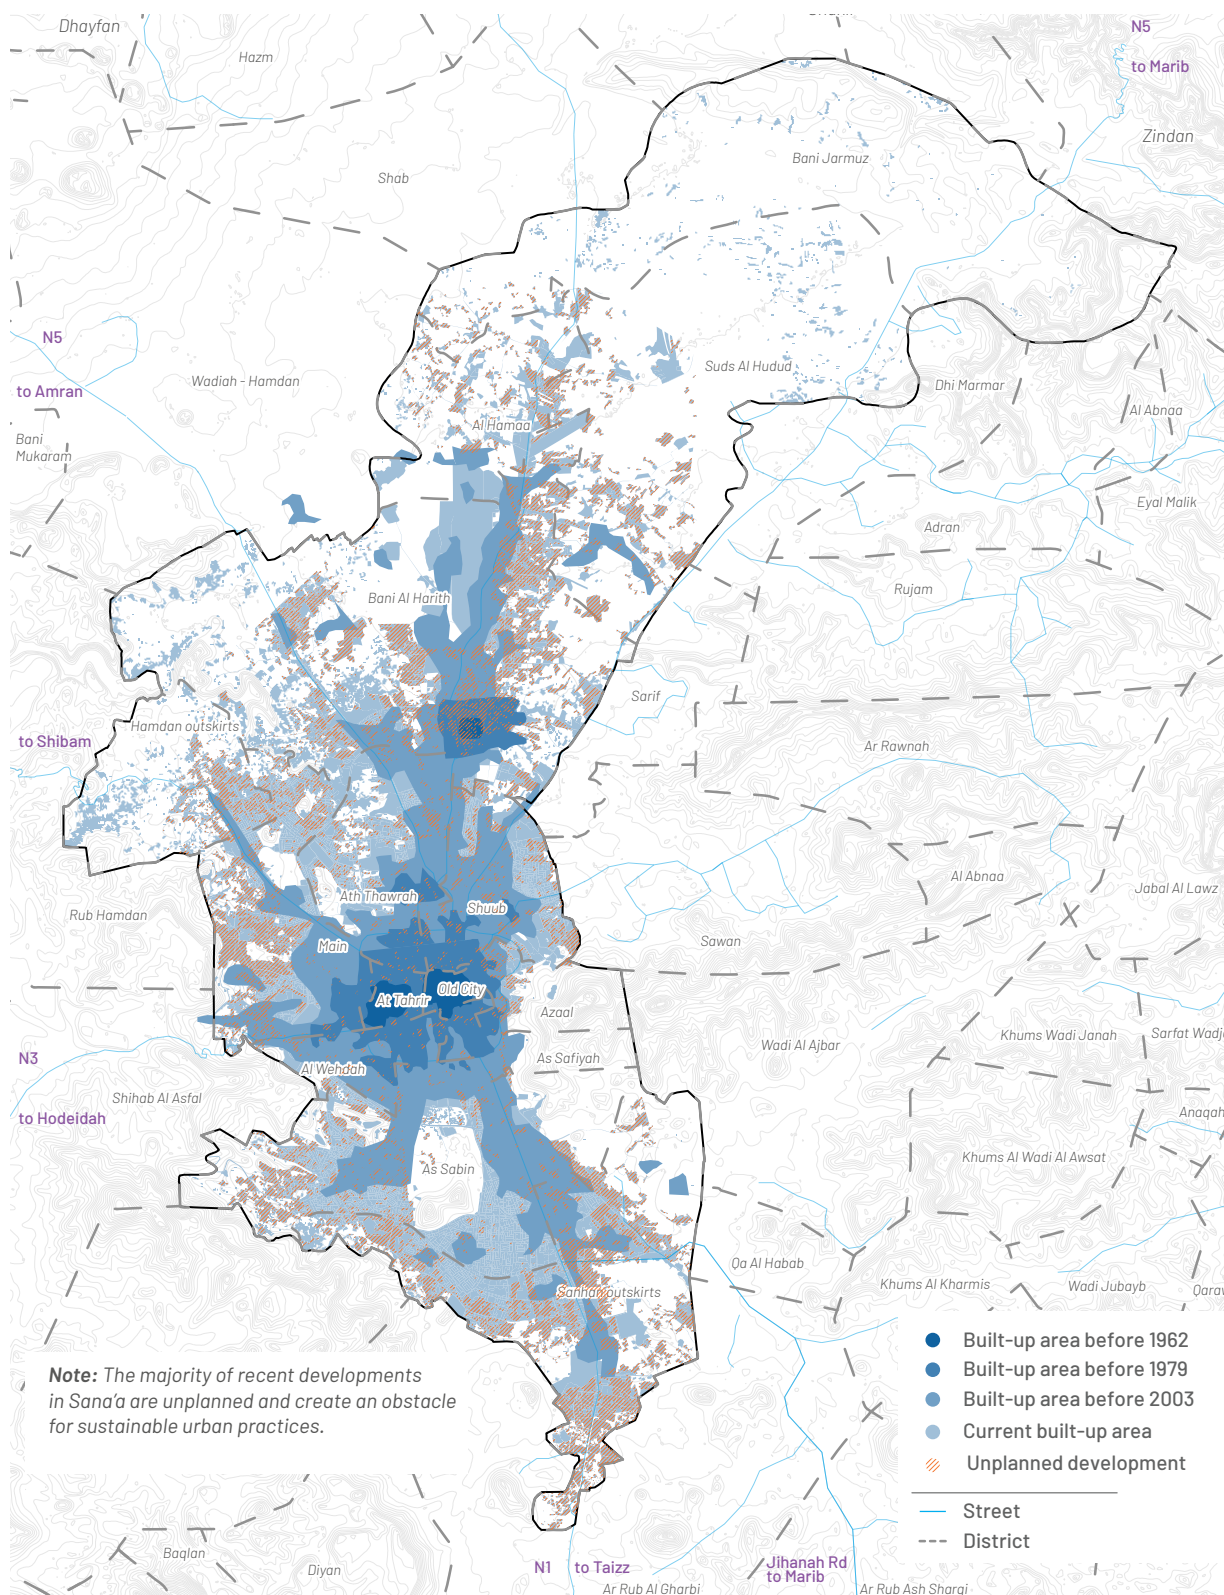 Dhayfan
N5
to Marib
Hazm
Zindan
Bani Jarmuz
Shab
N5
to Amran
Wadiah - Hamdan
Suds Al Hudud
Dhi Marmar
Al Abnaa
Al Hamaa
Bani
Mukaram
Eyal Malik
Adran
Rujam
Bani Al Harith
Sarif
Hamdan outskirts
to Shibam
Ar Rawnah
Al Abnaa
Jabal Al Lawz
Ath Thawrah
Shuub
Rub Hamdan
Main
Sawan
Old City
At Tahrir
Azaal
Khums Wadi Janah
Wadi Al Ajbar
As Safiyah
N3
Al Wehdah
Shihab Al Asfal
to Hodeidah
Anaqah
Khums Al Wadi Al Awsat
As Sabin
Qa Al Habab
Khums Al Kharmis
Wadi Jubayb
Sanhan outskirts
Built-up area before 1962
Built-up area before 1979
Built-up area before 2003
Current built-up area
Unplanned development
Street
District
Note: The majority of recent developments
in Sana'a are unplanned and create an obstacle
for sustainable urban practices.
Baqlan
Diyan
N1 to Taizz
Jihanah Rd
to Marib
Ar Rub Al Gharbi
Ar Rub Ash Sharqi